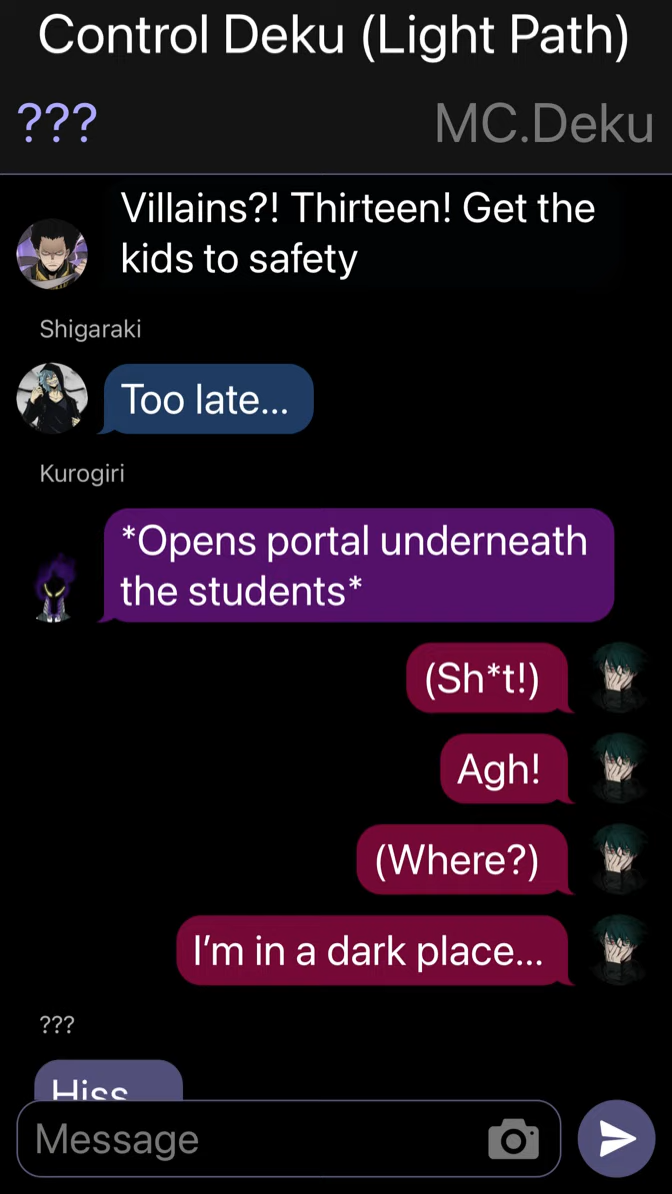 Control Deku (Light Path)
???
MC.Deku
Villains?! Thirteen! Get the
kids to safety
Shigaraki
Too late...
Kurogiri
*Opens portal underneath
the students*
(Sh*t!)
Agh!
(Where?)
I'm in a dark place...
???
Hiss
Message